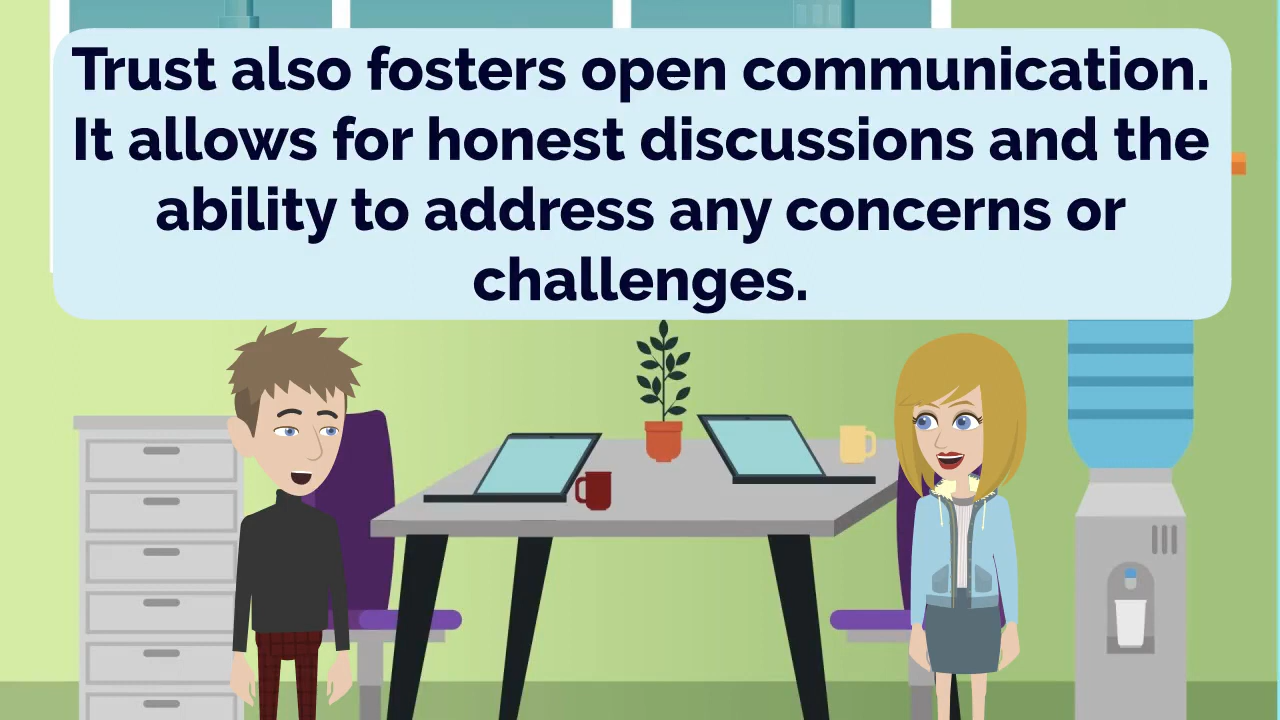 Trust also fosters open communication.
It allows for honest discussions and the
ability to address any concerns or
challenges.